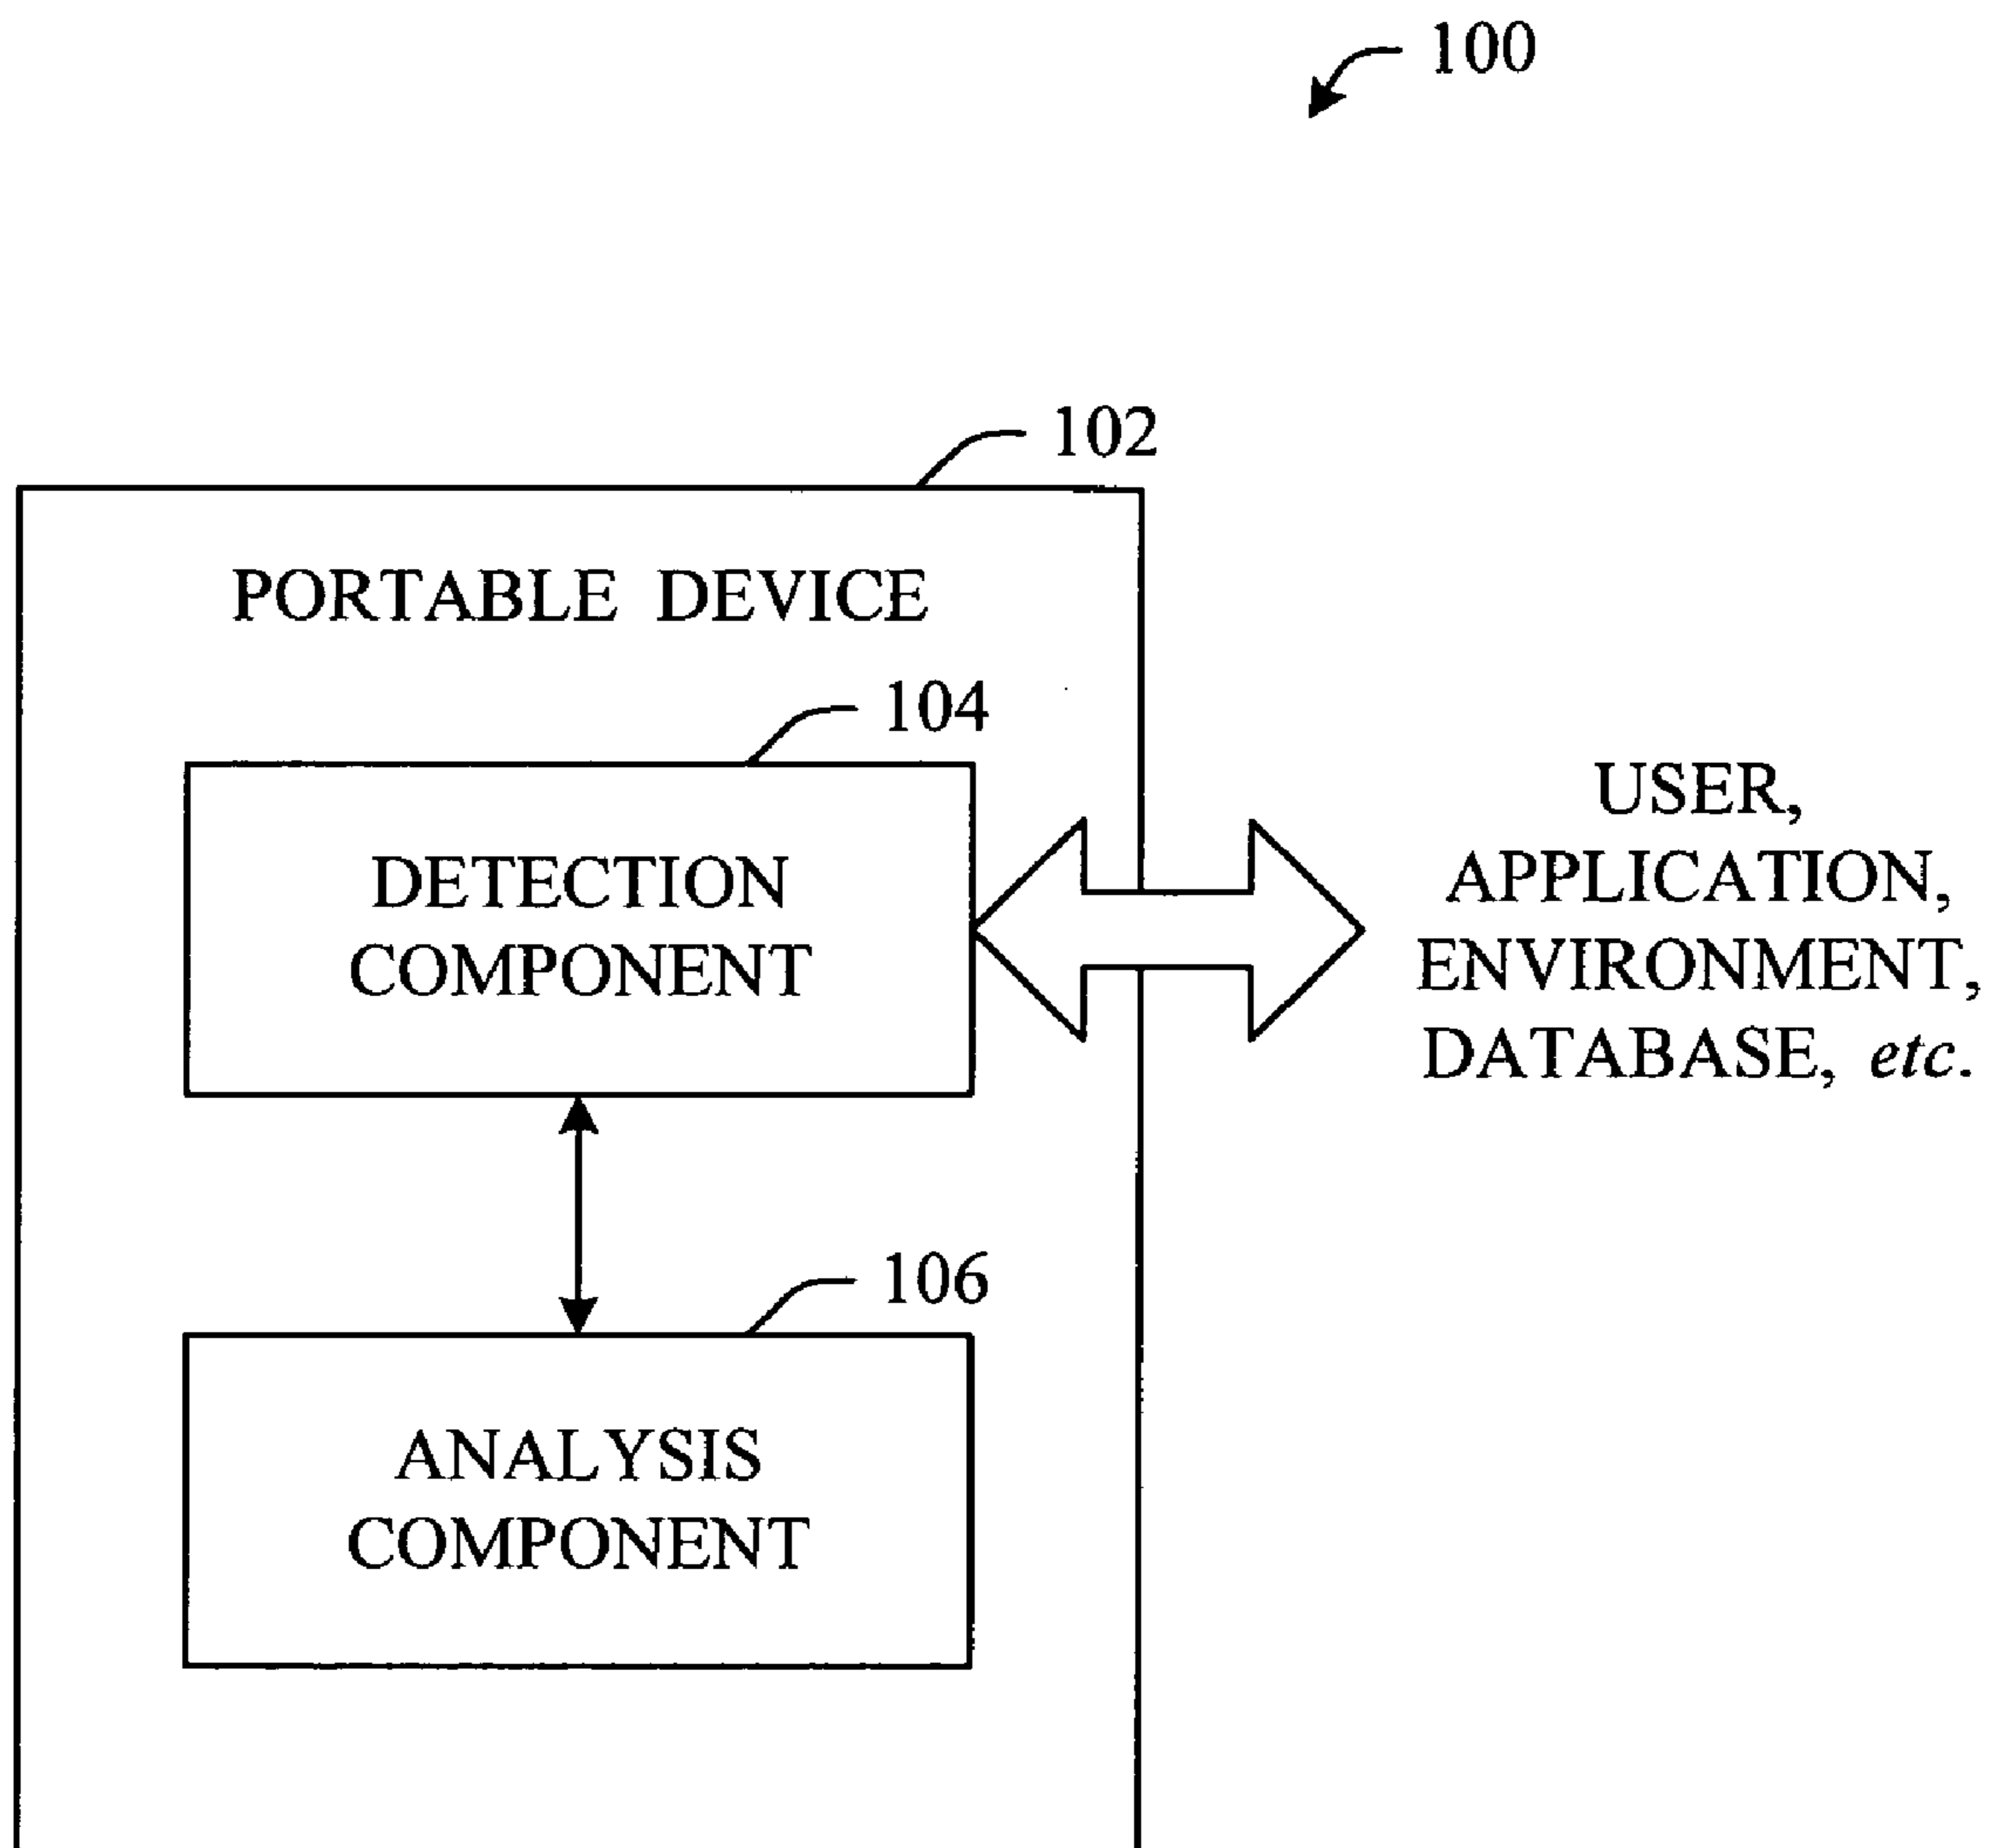 100
102
PORTABLE DEVICE
104
DETECTION
COMPONENT
USER,
APPLICATION,
ENVIRONMENT,
DATABASE, etc.
106
ANALYSIS
COMPONENT